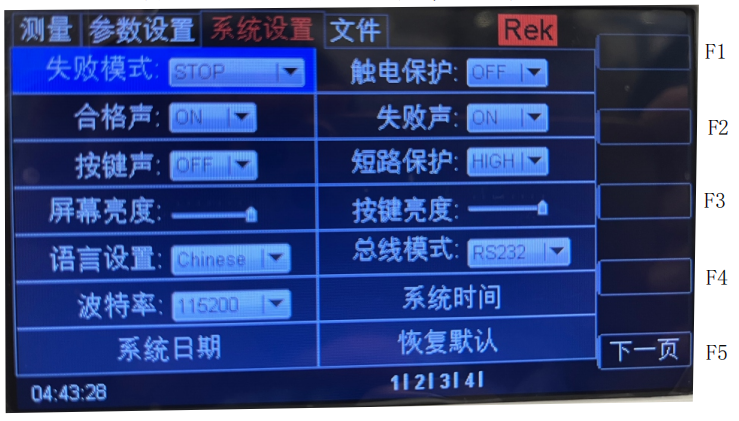 测量 参数设置 系统设置 文件 Rek
失败模式: STOP 触电保护: OFF F1
合格声: ON 失败声: ON F2
按键声: OFF 短路保护: HIGH
屏幕亮度: 按键亮度: F3
语言设置: Chinese 总线模式: RS232 F4
波特率: 115200 系统时间
系统日期 恢复默认 下一页 F5
04:43:28 1| 2| 3| 4|